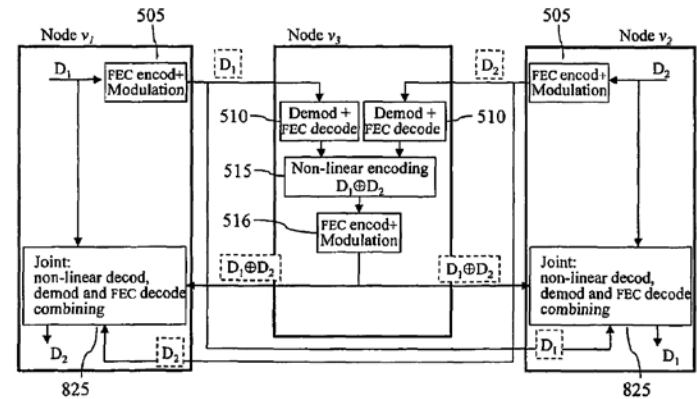 505
Node v1
Node v3
505
Node v2
D1
FEC encod+
Modulation
D1
D2
FEC encod+
Modulation
D2
510
Demod +
FEC decode
Demod +
FEC decode
510
515
Non-linear encoding
D1⊕D2
516
FEC encod+
Modulation
Joint:
non-linear decod,
demod and FEC decode
combining
D1⊕D2
D1⊕D2
Joint:
non-linear decod,
demod and FEC decode
combining
D2
D2
D1
D1
825
825